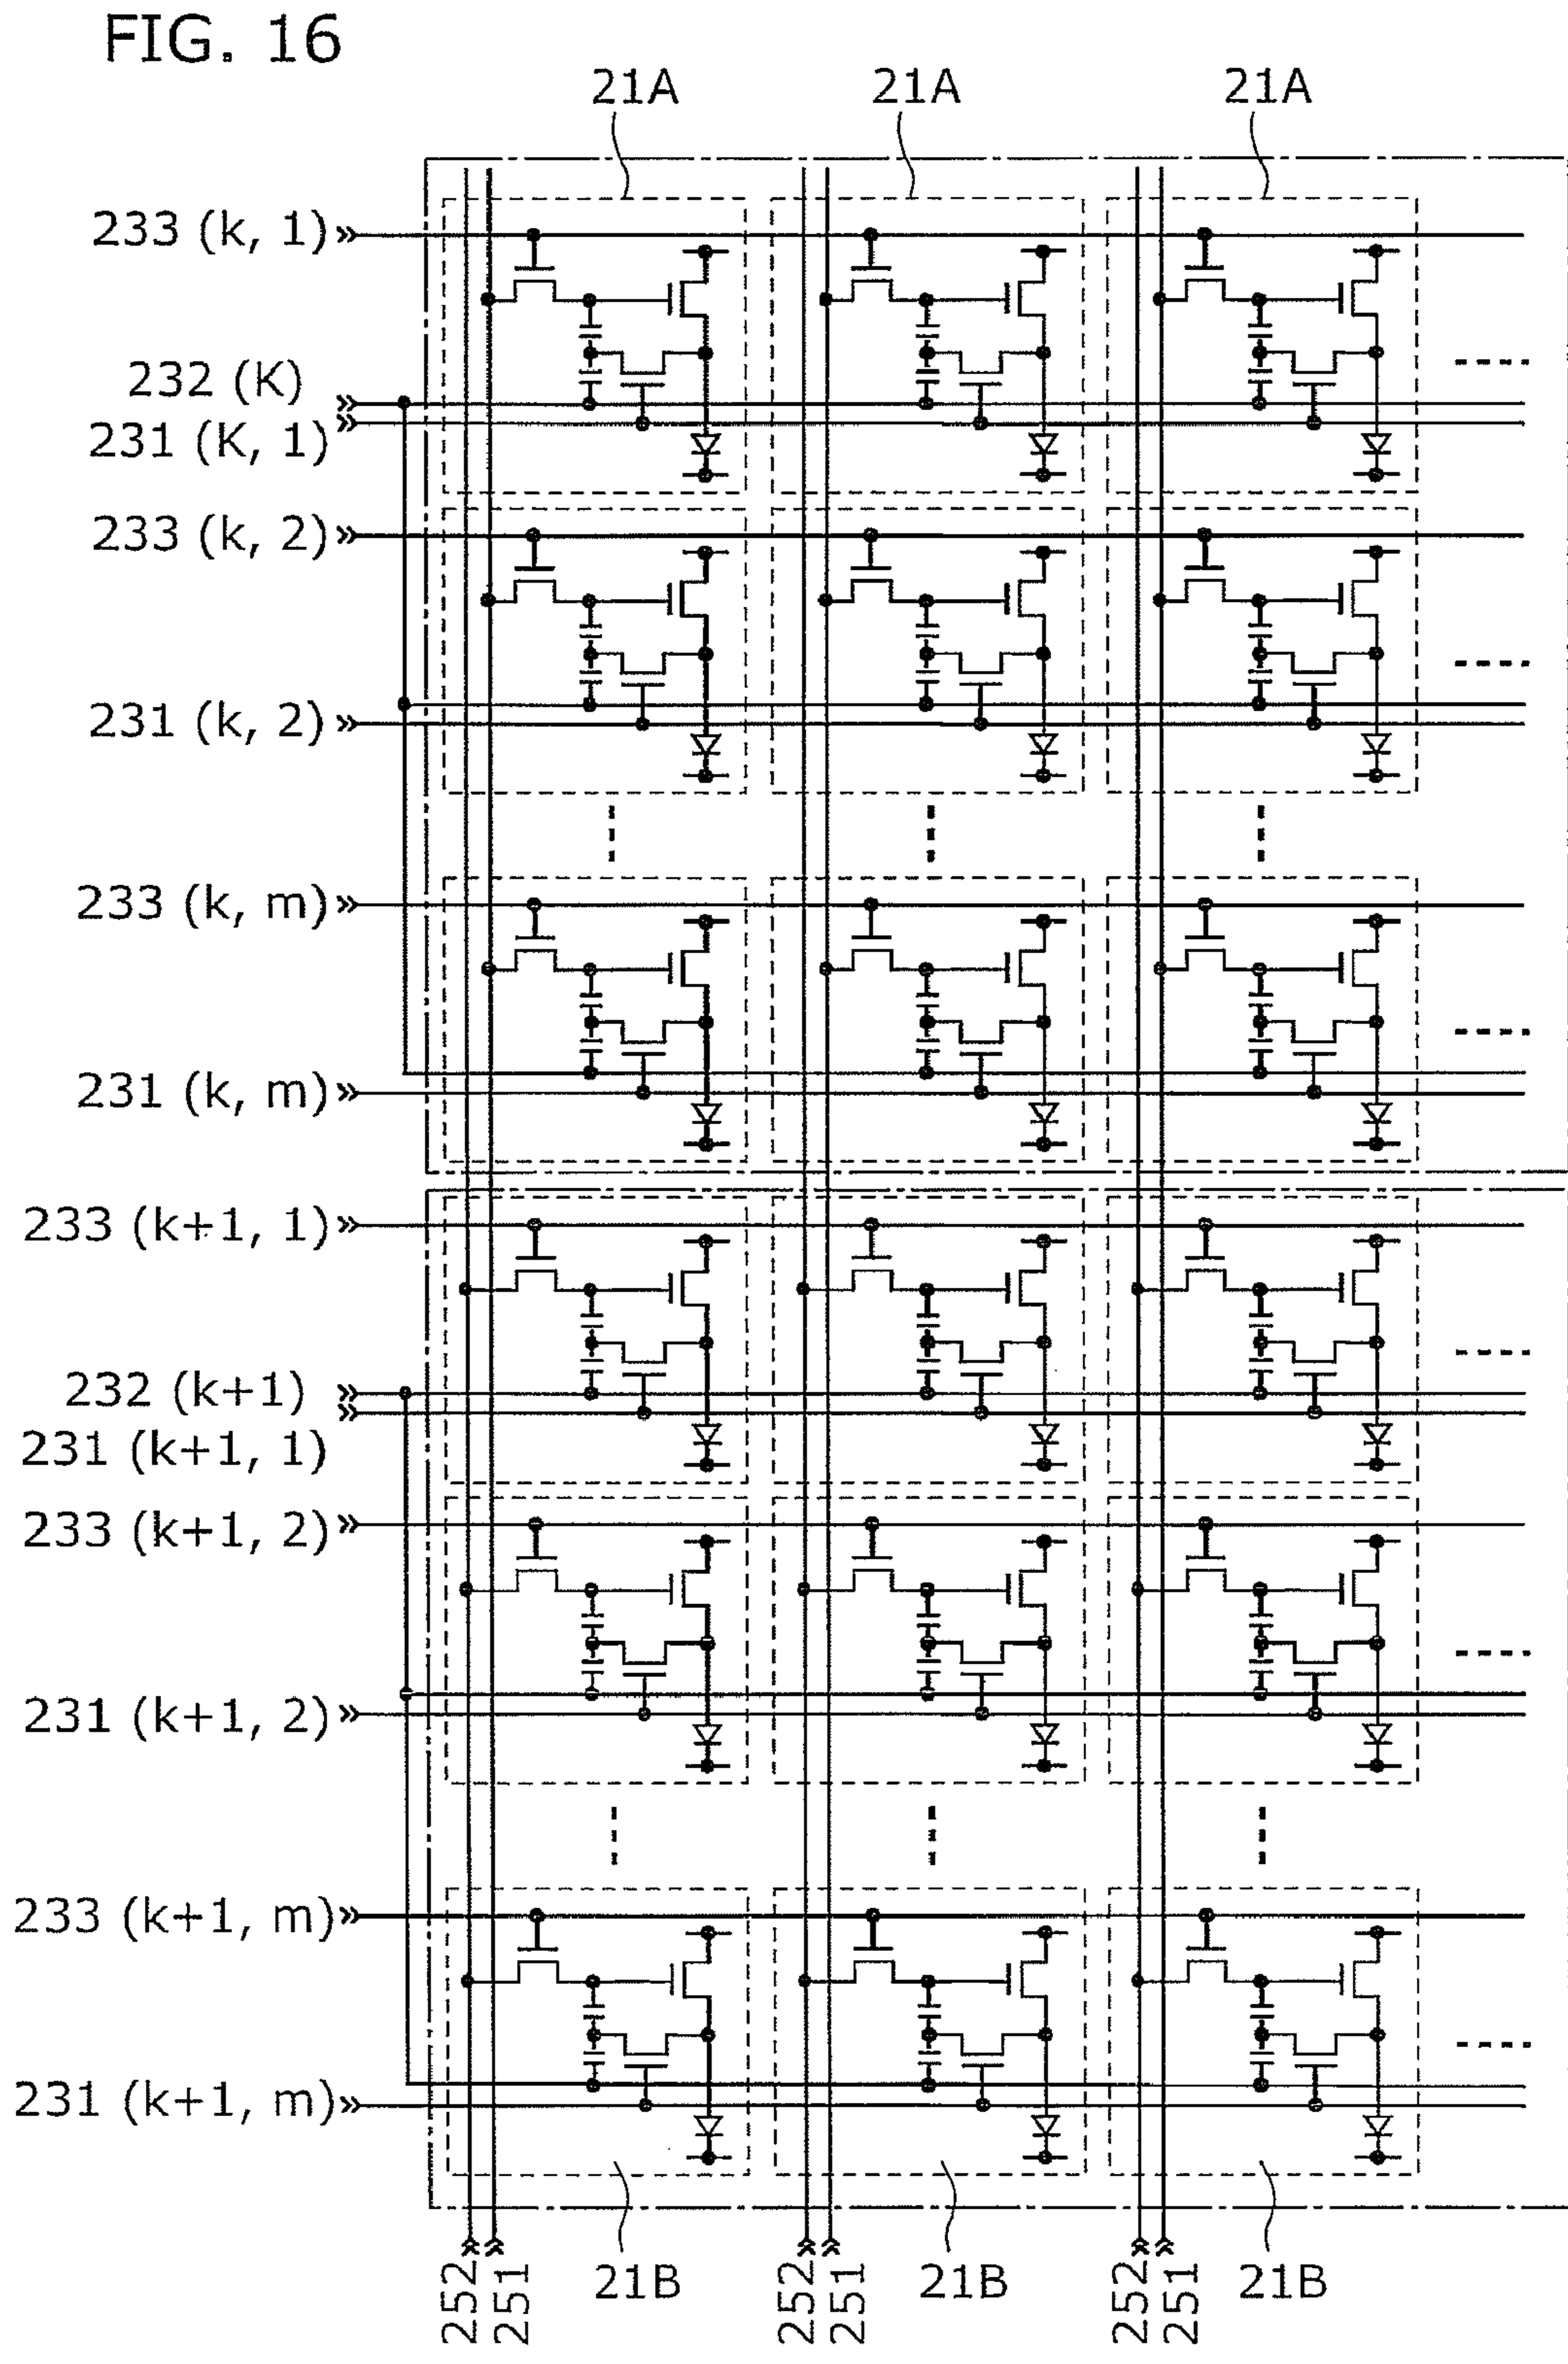 FIG. 16
21A 21A 21A
233 (k, 1)
232 (K)
231 (K, 1)
233 (k, 2)
231 (k, 2)
233 (k, m)
231 (k, m)
233 (k+1, 1)
232 (k+1)
231 (k+1, 1)
233 (k+1, 2)
231 (k+1, 2)
233 (k+1, m)
231 (k+1, m)
252 251 21B 252 251 21B 252 251 21B